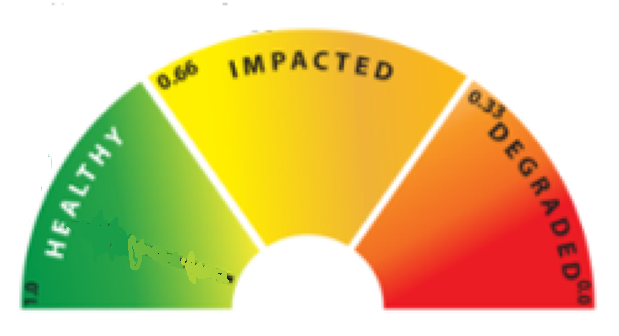 1.0
HEALTHY
0.66
IMPACTED
0.33
DEGRADED
0.0